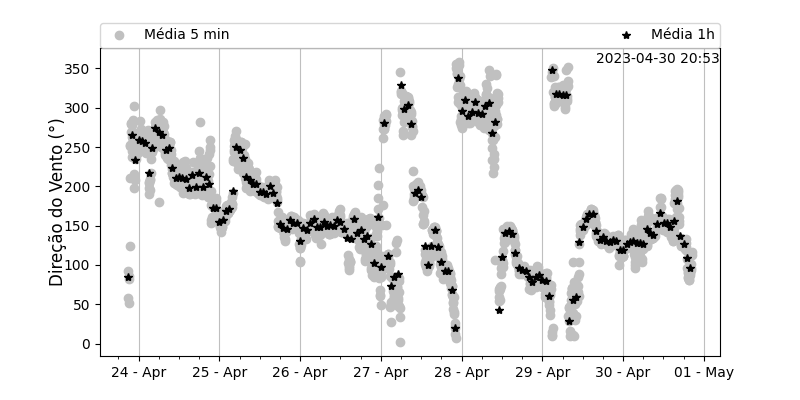 Média 5 min
Média 1h
2023-04-30 20:53
Direção do Vento (°)
350
300
250
200
150
100
50
0
24 - Apr
25 - Apr
26 - Apr
27 - Apr
28 - Apr
29 - Apr
30 - Apr
01 - May